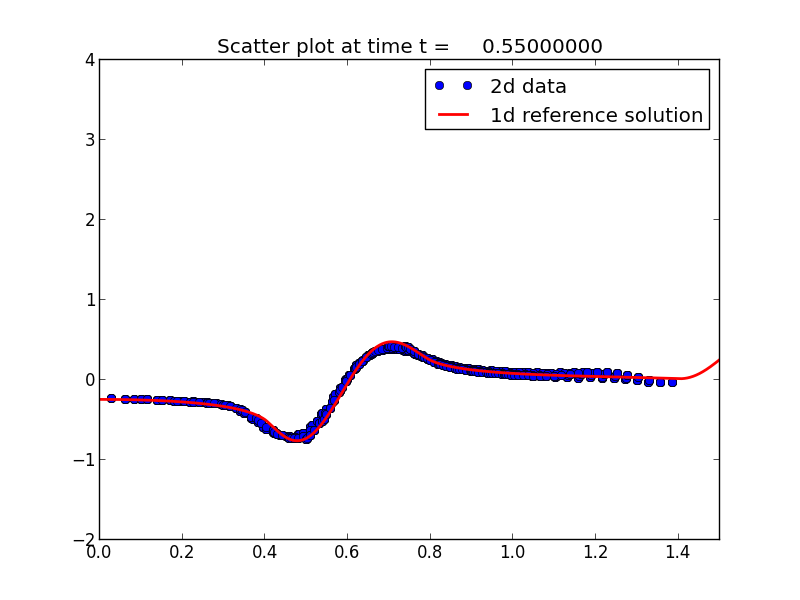 Scatter plot at time t =     0.55000000
2d data
1d reference solution
4
3
2
1
0
−1
−2
0.0 0.2 0.4 0.6 0.8 1.0 1.2 1.4